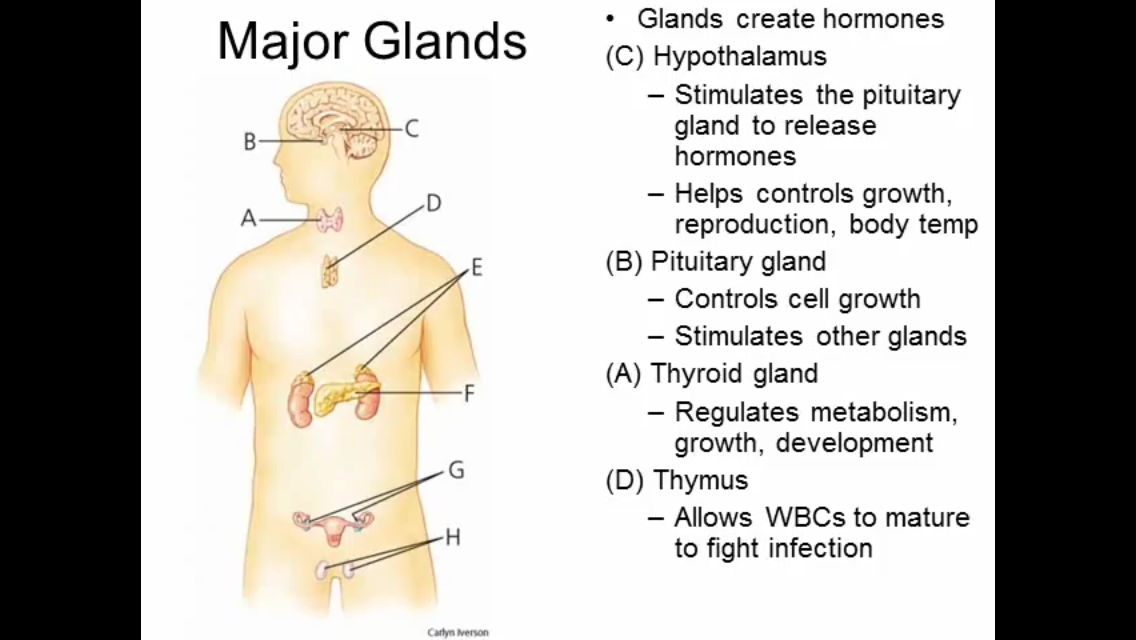 Major Glands
B
C
A
D
E
F
G
H
Carlyn Iverson
• Glands create hormones
(C) Hypothalamus
– Stimulates the pituitary
gland to release
hormones
– Helps controls growth,
reproduction, body temp
(B) Pituitary gland
– Controls cell growth
– Stimulates other glands
(A) Thyroid gland
– Regulates metabolism,
growth, development
(D) Thymus
– Allows WBCs to mature
to fight infection